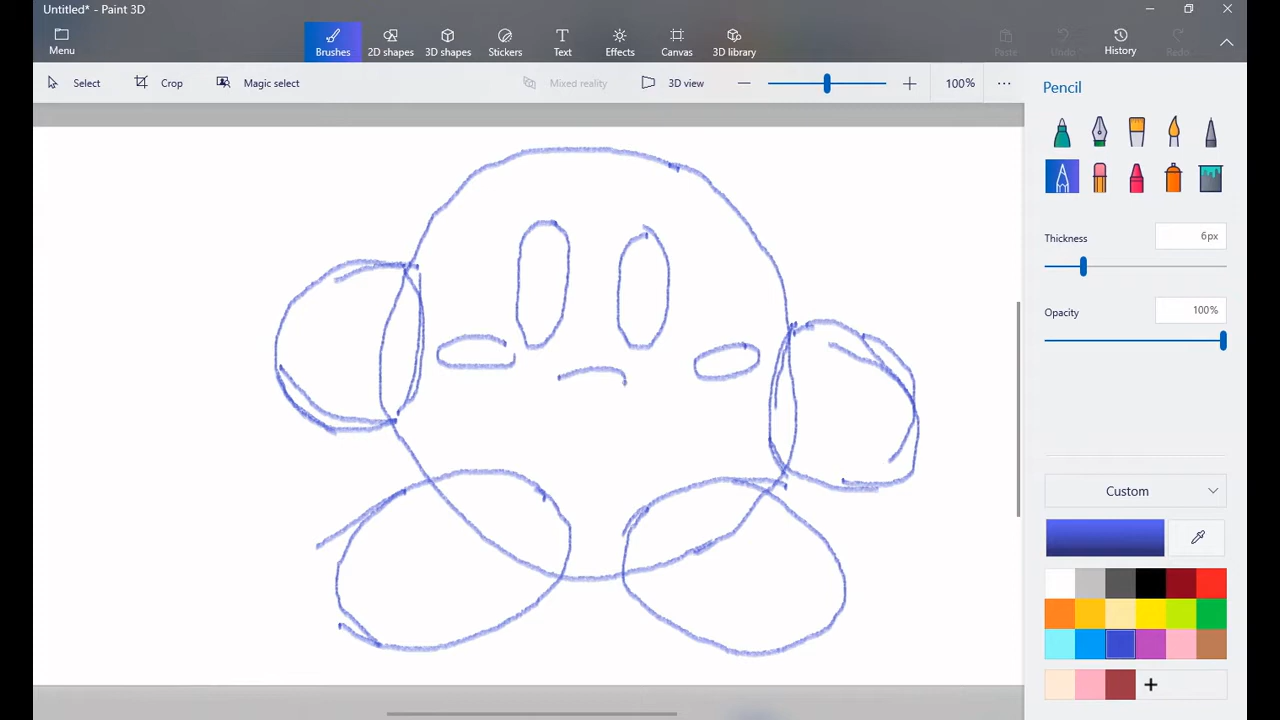 Untitled* - Paint 3D
Menu
Brushes
2D shapes
3D shapes
Stickers
Text
Effects
Canvas
3D library
Paste
Undo
History
Redo
Select
Crop
Magic select
Mixed reality
3D view
100%
Pencil
Thickness
6px
Opacity
100%
Custom